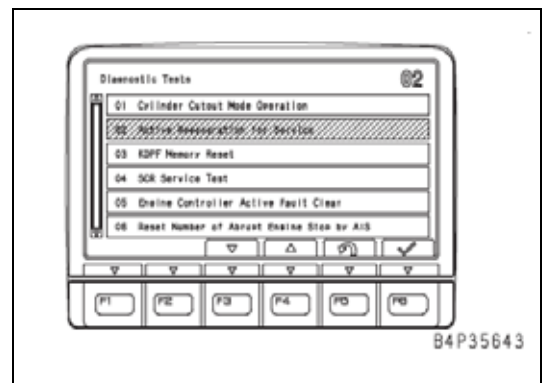 Diagnostic Tests 02
01 Cylinder Cutout Mode Operation
02 Active Regeneration for Service
03 KDPF Memory Reset
04 SCR Service Test
05 Engine Controller Active Fault Clear
06 Reset Number of Abrupt Engine Stop by AIS
F1 F2 F3 F4 F5 F6
B4P35643